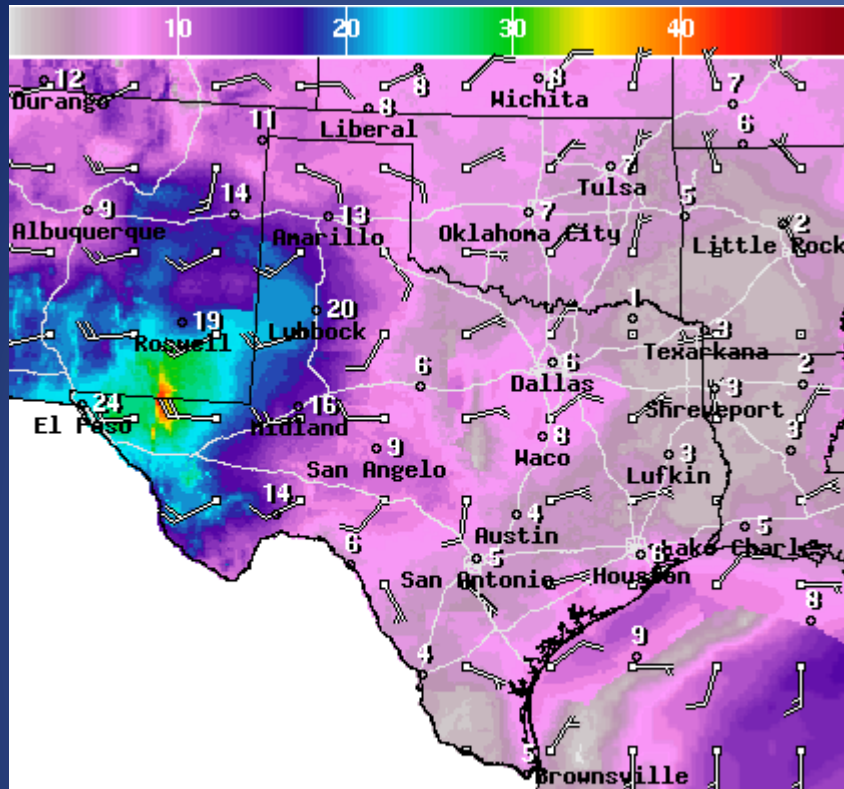 10 20 30 40
12 8 8 7
Durango Wichita
8
11 Liberal 6
7
Tulsa
9 14 13 7 5 2
Albuquerque Amarillo Oklahoma City Little Rock
19 20 1
Roswell Lubbock 3
Texarkana
6 6 2
Dallas 3
24 16 Shreveport
El Paso Midland
9 8 3 3
San Angelo Waco Lufkin
14 4 5
Austin
6 5 6 Lake Charles
San Antonio Houston
8
9
4
5
Brownsville